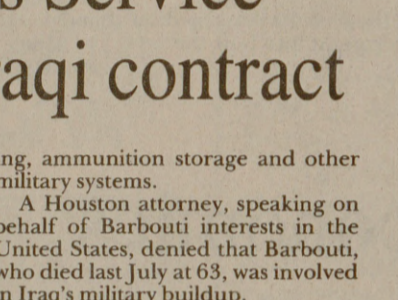 s Service
aqi contract
ng, ammunition storage and other
military systems.
A Houston attorney, speaking on
behalf of Barbouti interests in the
United States, denied that Barbouti,
who died last July at 63, was involved
n Iraq's military buildup.